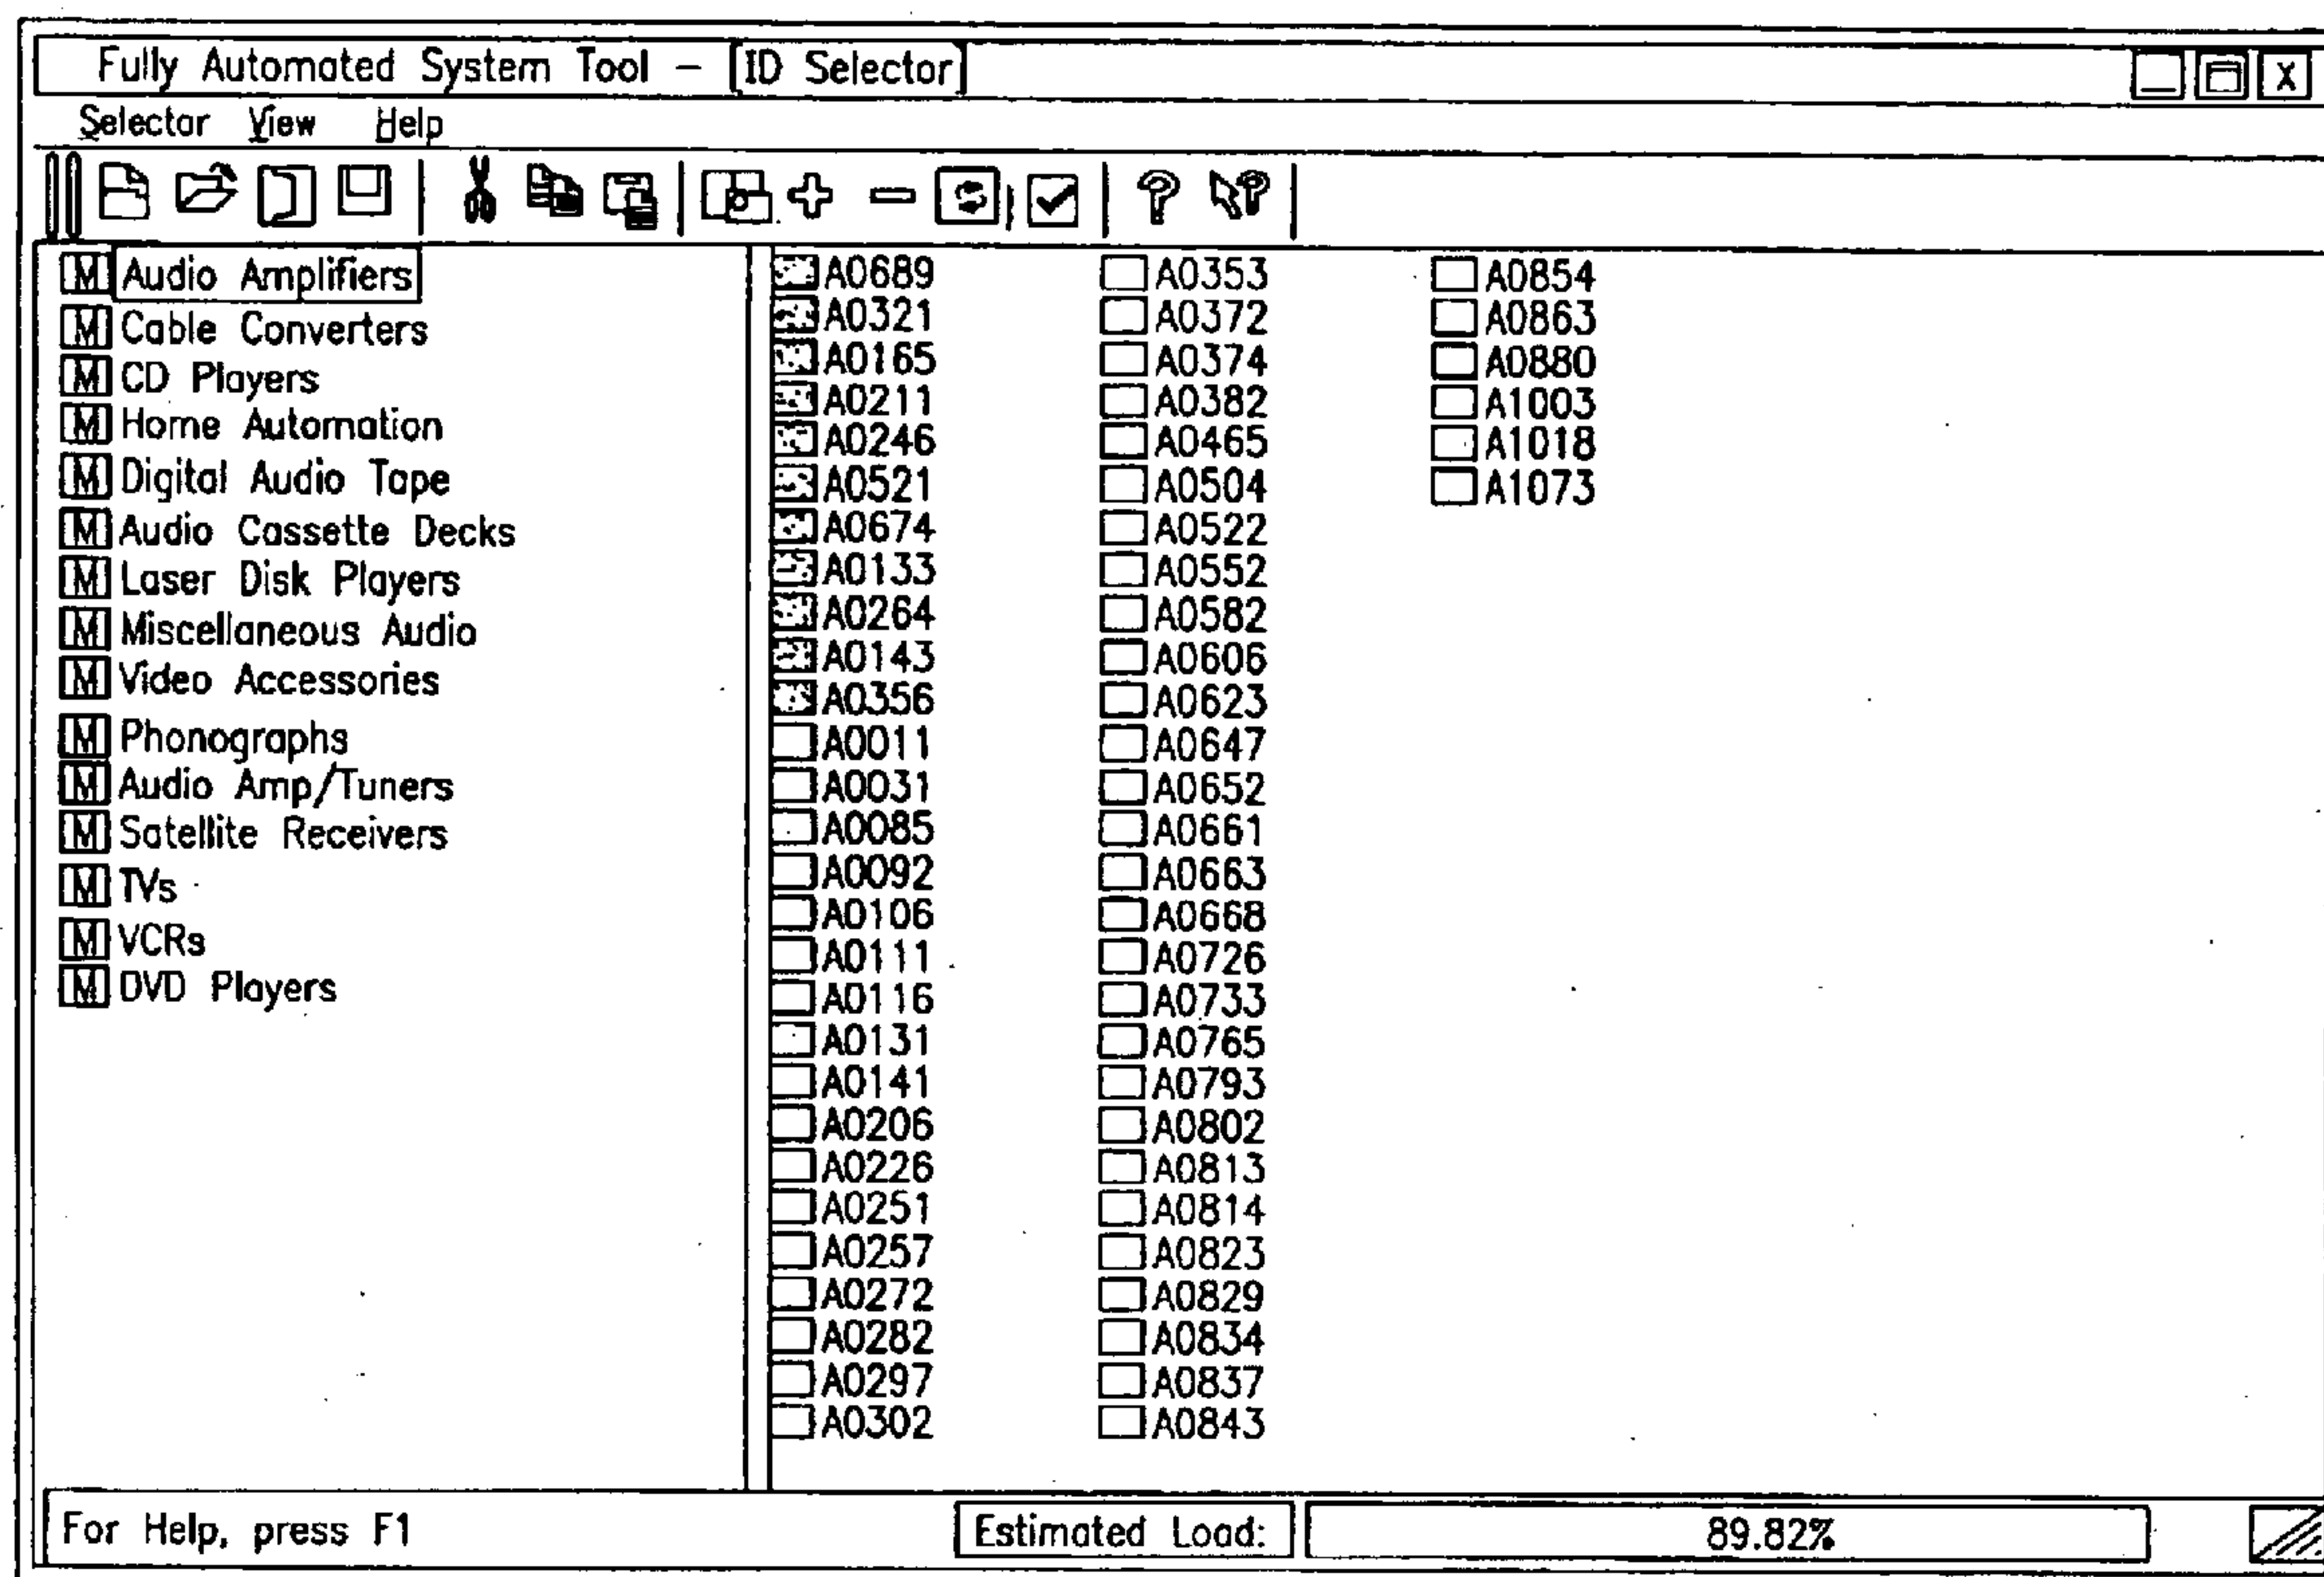 Fully Automated System Tool – ID Selector
Selector View Help
M Audio Amplifiers
M Cable Converters
M CD Players
M Home Automation
M Digital Audio Tape
M Audio Cassette Decks
M Laser Disk Players
M Miscellaneous Audio
M Video Accessories
M Phonographs
M Audio Amp/Tuners
M Satellite Receivers
M TVs
M VCRs
M DVD Players
A0689
A0321
A0165
A0211
A0246
A0521
A0674
A0133
A0264
A0143
A0356
A0011
A0031
A0085
A0092
A0106
A0111
A0116
A0131
A0141
A0206
A0226
A0251
A0257
A0272
A0282
A0297
A0302
A0353
A0372
A0374
A0382
A0465
A0504
A0522
A0552
A0582
A0606
A0623
A0647
A0652
A0661
A0663
A0668
A0726
A0733
A0765
A0793
A0802
A0813
A0814
A0823
A0829
A0834
A0837
A0843
A0854
A0863
A0880
A1003
A1018
A1073
For Help, press F1
Estimated Load: 89.82%